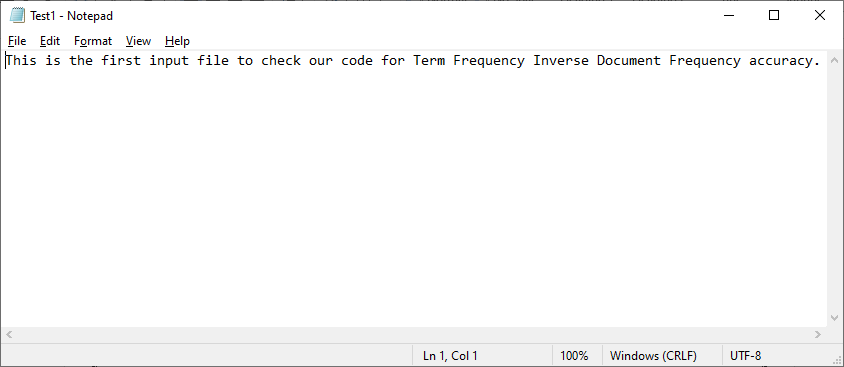 Test1 - Notepad
File Edit Format View Help
This is the first input file to check our code for Term Frequency Inverse Document Frequency accuracy.
Ln 1, Col 1 100% Windows (CRLF) UTF-8